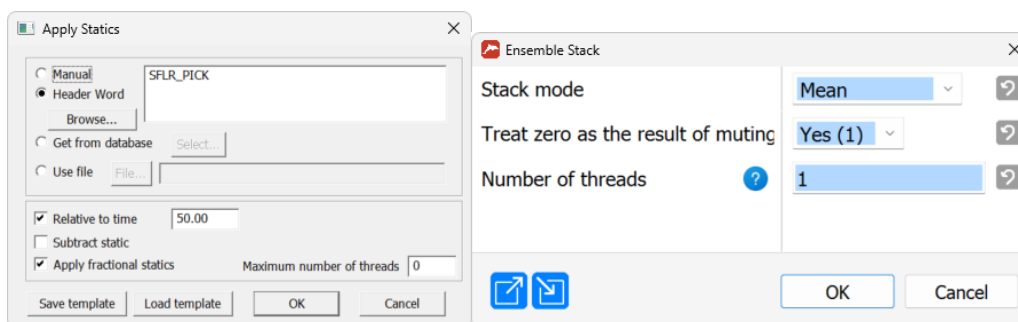 Apply Statics
Manual
SFLR_PICK
Header Word
Browse...
Get from database
Select...
Use file
File...
Relative to time
50.00
Subtract static
Apply fractional statics
Maximum number of threads
0
Save template
Load template
OK
Cancel
Ensemble Stack
Stack mode
Mean
Treat zero as the result of muting
Yes (1)
Number of threads
?
1
OK
Cancel